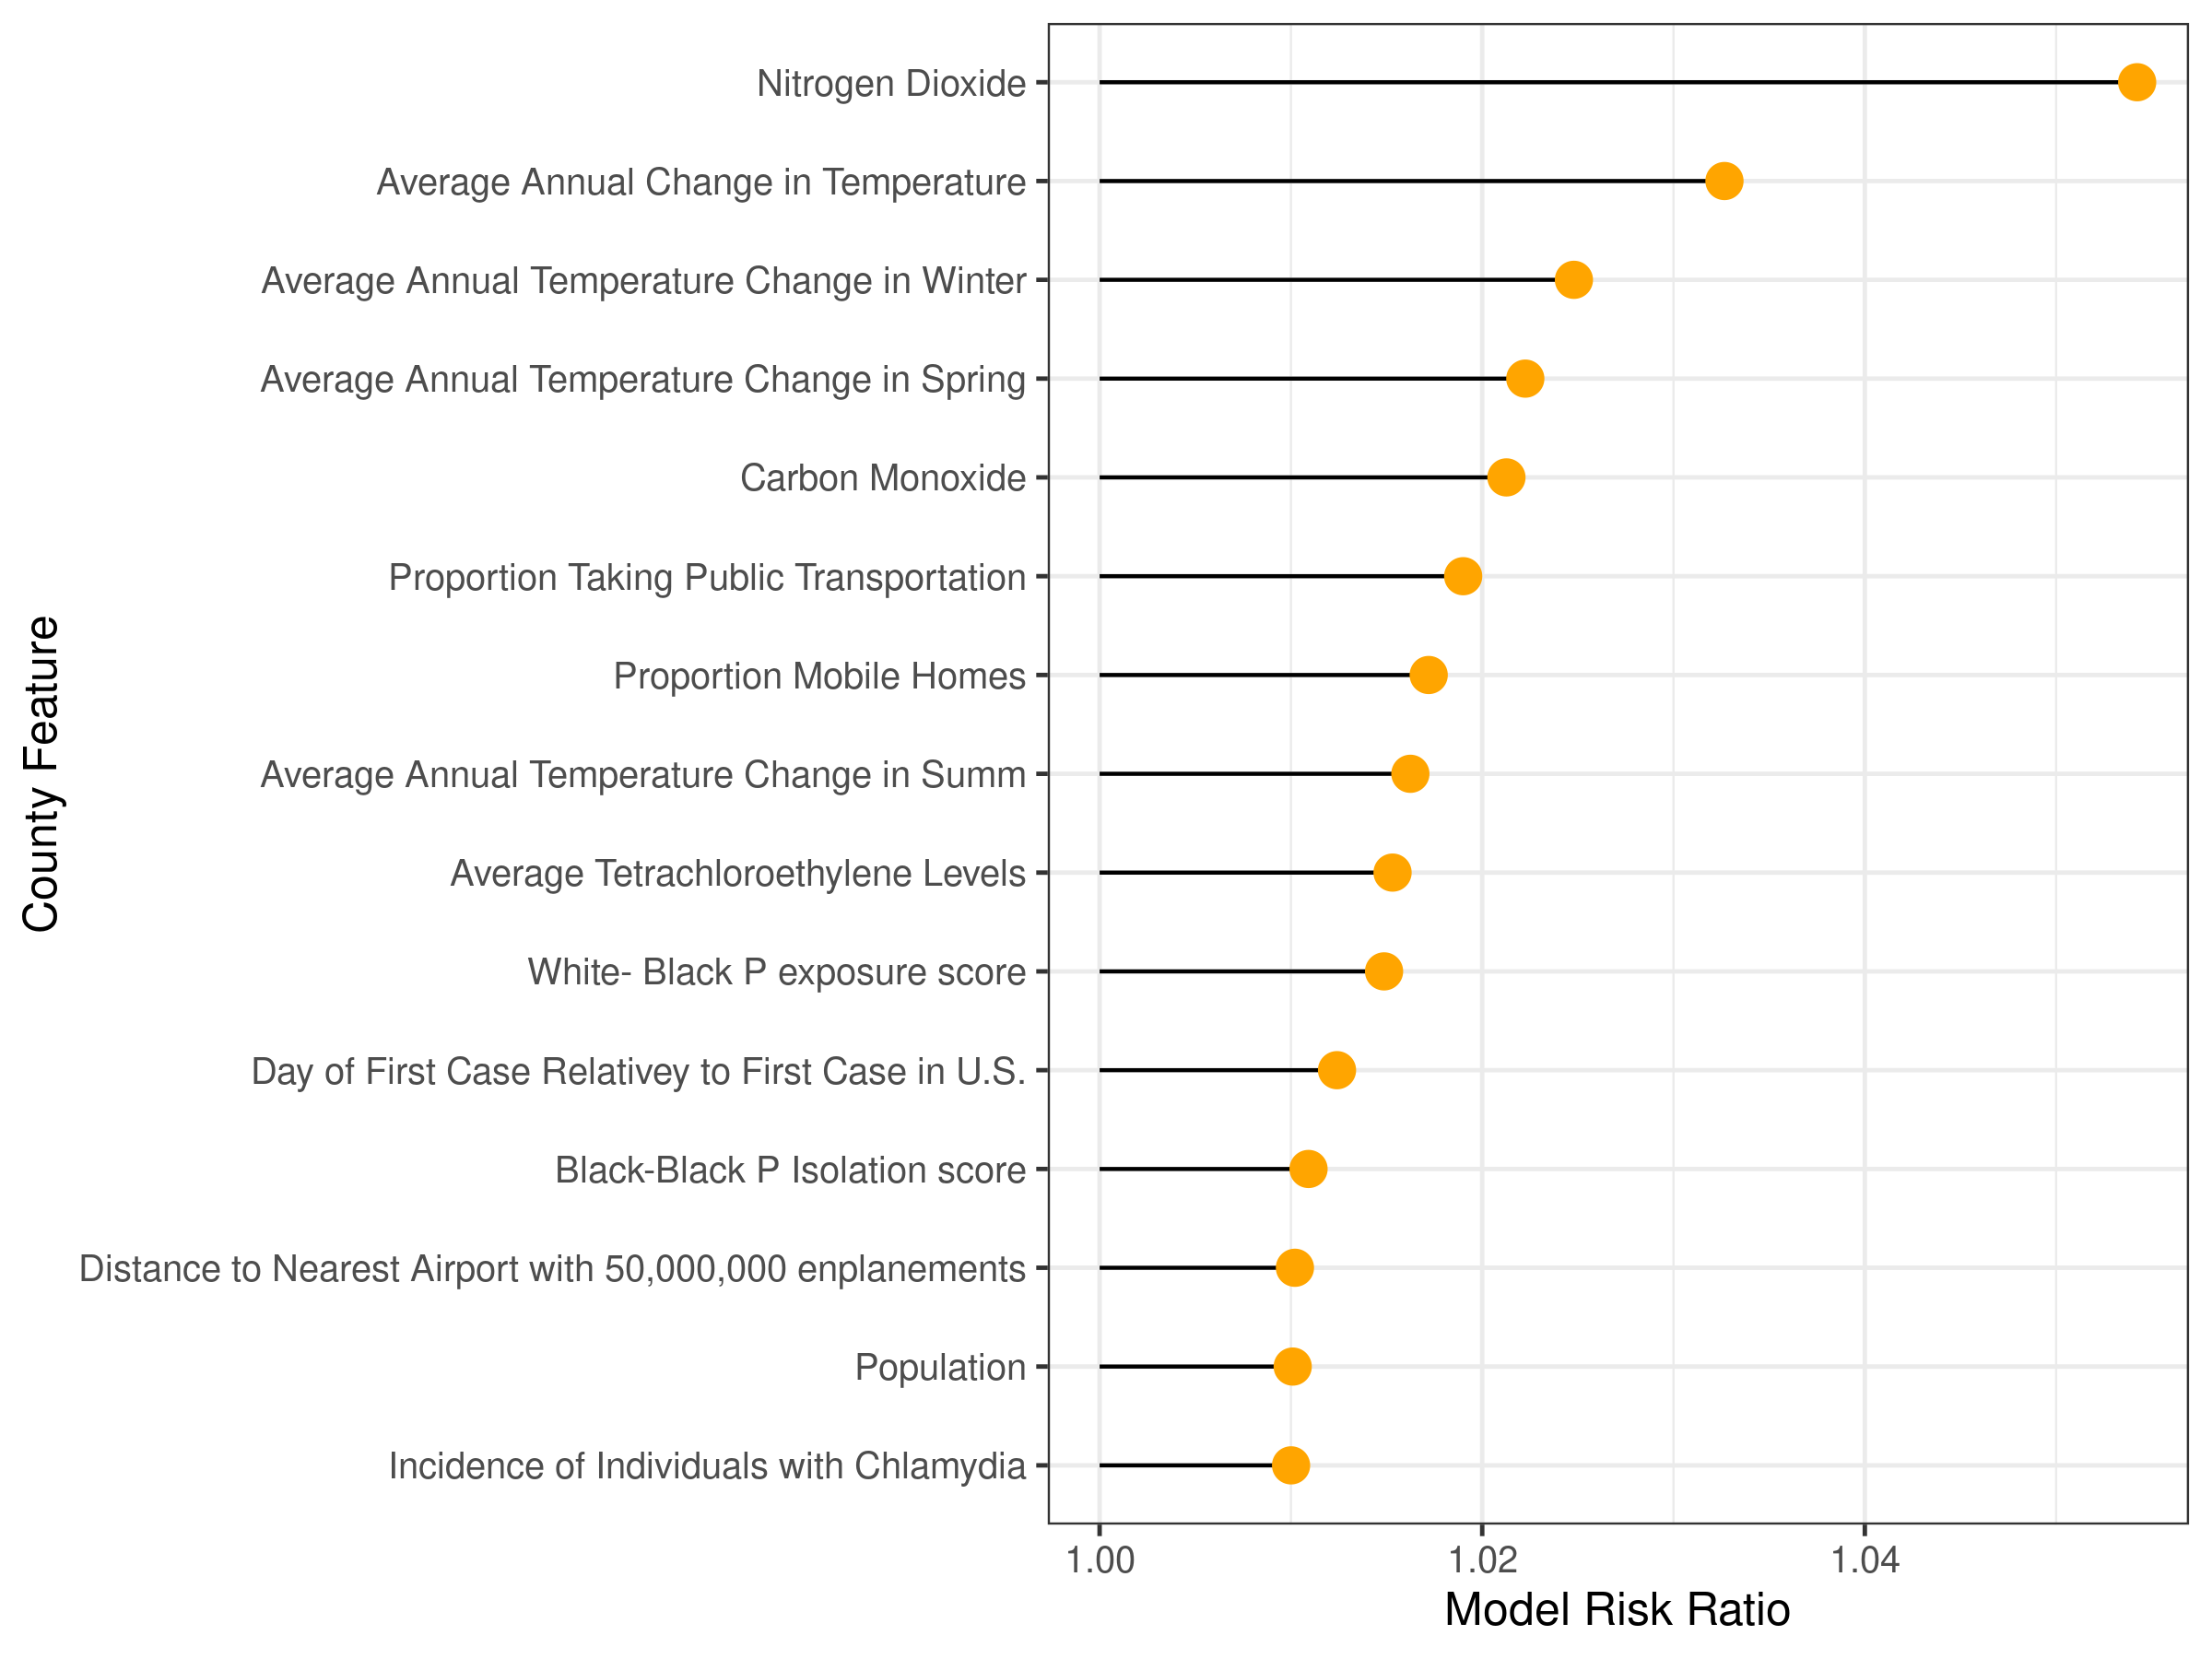 Nitrogen Dioxide
Average Annual Change in Temperature
Average Annual Temperature Change in Winter
Average Annual Temperature Change in Spring
Carbon Monoxide
Proportion Taking Public Transportation
Proportion Mobile Homes
Average Annual Temperature Change in Summ
Average Tetrachloroethylene Levels
White- Black P exposure score
Day of First Case Relativey to First Case in U.S.
Black-Black P Isolation score
Distance to Nearest Airport with 50,000,000 enplanements
Population
Incidence of Individuals with Chlamydia
County Feature
1.00 1.02 1.04
Model Risk Ratio